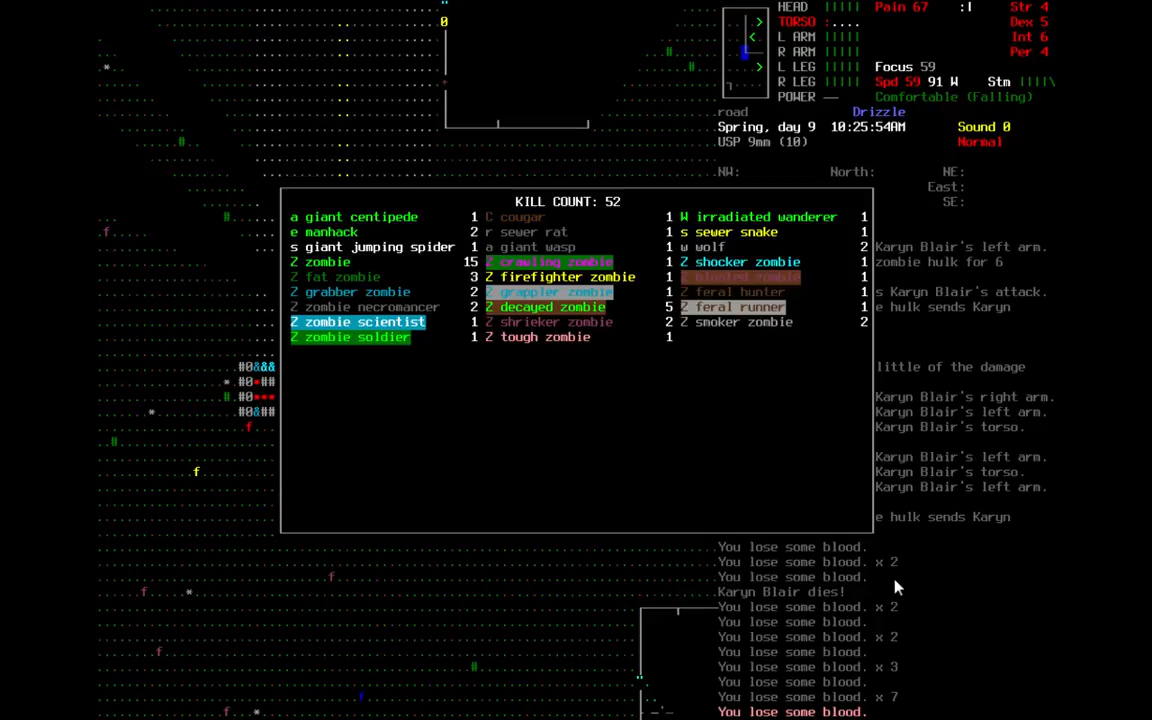 HEAD ||||| Pain 67 :| Str 4
TORSO :.... Dex 5
L ARM ||||| Int 6
R ARM ||||| Per 4
L LEG ||||| Focus 59
R LEG ||||| Spd 59 91 W Stm ||||\
POWER — Comfortable (Falling)
road Drizzle
Spring, day 9 10:25:54AM Sound 0
USP 9mm (10) Normal
NW: North: NE:
East:
SE:
KILL COUNT: 52
a giant centipede 1 C cougar 1 W irradiated wanderer 1
e manhack 2 r sewer rat 1 s sewer snake 1
s giant jumping spider 1 a giant wasp 1 w wolf 2
Z zombie 15 Z crawling zombie 1 Z shocker zombie 1
Z fat zombie 3 Z firefighter zombie 1 Z bloated zombie 1
Z grabber zombie 2 Z grappler zombie 1 Z feral hunter 1
Z zombie necromancer 2 Z decayed zombie 5 Z feral runner 1
Z zombie scientist 1 Z shrieker zombie 2 Z smoker zombie 2
Z zombie soldier 1 Z tough zombie 1
Karyn Blair's left arm.
zombie hulk for 6
s Karyn Blair's attack.
e hulk sends Karyn
little of the damage
Karyn Blair's right arm.
Karyn Blair's left arm.
Karyn Blair's torso.
Karyn Blair's left arm.
Karyn Blair's torso.
Karyn Blair's left arm.
e hulk sends Karyn
You lose some blood.
You lose some blood. x 2
You lose some blood.
Karyn Blair dies!
You lose some blood. x 2
You lose some blood.
You lose some blood. x 2
You lose some blood.
You lose some blood. x 3
You lose some blood.
You lose some blood. x 7
You lose some blood.